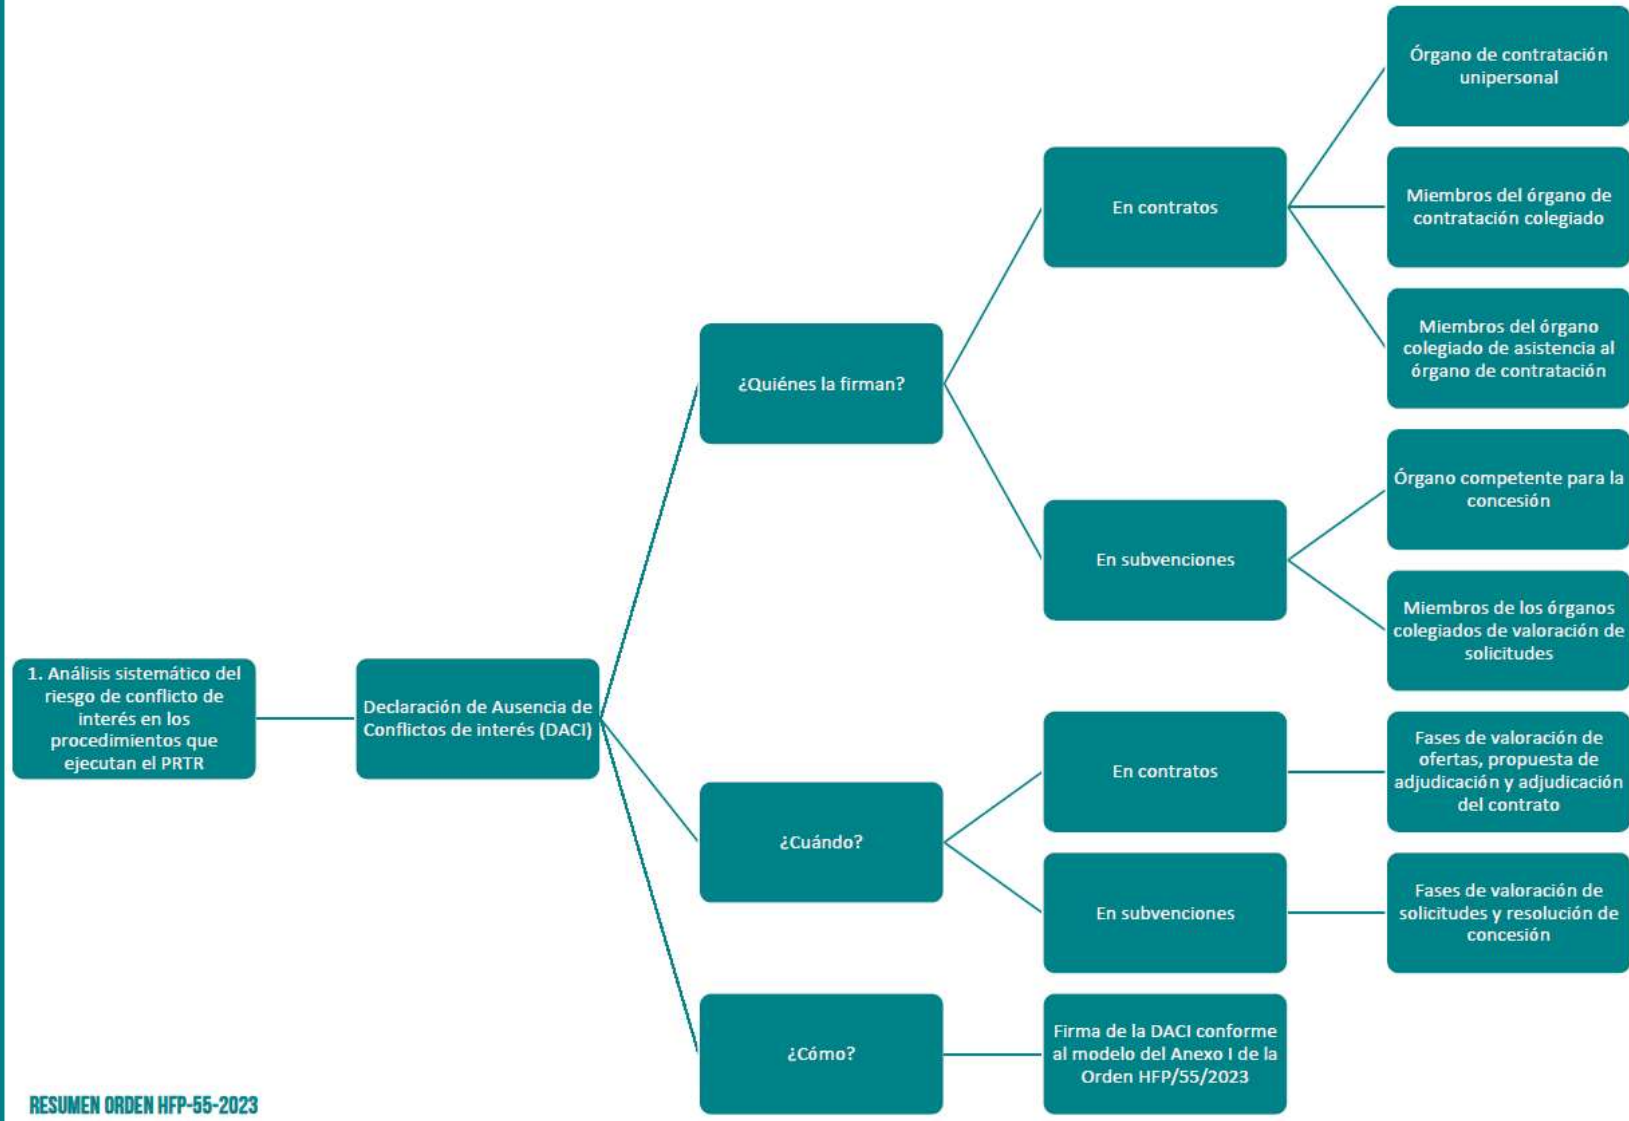 1. Análisis sistemático del
riesgo de conflicto de
interés en los
procedimientos que
ejecutan el PRTR
Declaración de Ausencia de
Conflictos de interés (DACI)
¿Quiénes la firman?
En contratos
Órgano de contratación
unipersonal
Miembros del órgano de
contratación colegiado
Miembros del órgano
colegiado de asistencia al
órgano de contratación
En subvenciones
Órgano competente para la
concesión
Miembros de los órganos
colegiados de valoración de
solicitudes
¿Cuándo?
En contratos
Fases de valoración de
ofertas, propuesta de
adjudicación y adjudicación
del contrato
En subvenciones
Fases de valoración de
solicitudes y resolución de
concesión
¿Cómo?
Firma de la DACI conforme
al modelo del Anexo I de la
Orden HFP/55/2023
RESUMEN ORDEN HFP-55-2023